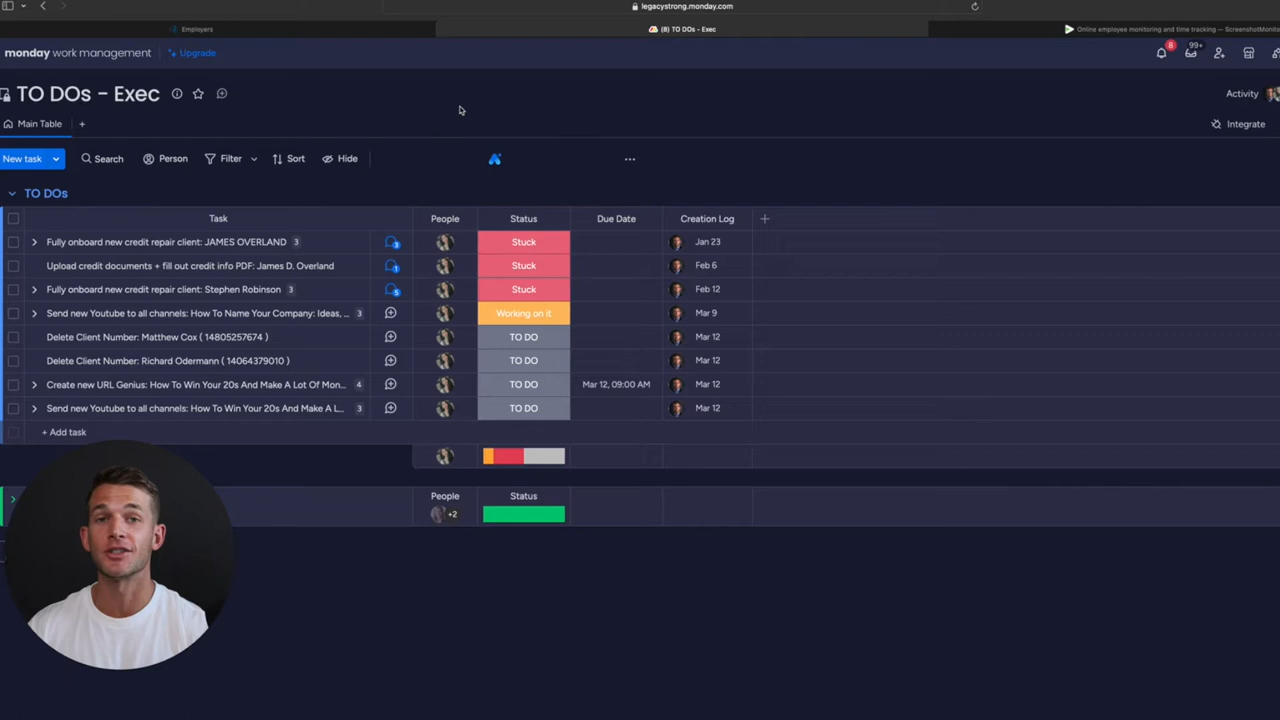 legacystrong.monday.com
Employers
(8) TO DOs - Exec
Online employee monitoring and time tracking — ScreenshotMonito
monday work management
Upgrade
8
99+
TO DOs - Exec
Activity
Main Table
+
Integrate
New task
Search
Person
Filter
Sort
Hide
TO DOs
Task People Status Due Date Creation Log +
Fully onboard new credit repair client: JAMES OVERLAND 3 3 Stuck Jan 23
Upload credit documents + fill out credit info PDF: James D. Overland 1 Stuck Feb 6
Fully onboard new credit repair client: Stephen Robinson 3 5 Stuck Feb 12
Send new Youtube to all channels: How To Name Your Company: Ideas, ... 3 Working on it Mar 9
Delete Client Number: Matthew Cox ( 14805257674 ) TO DO Mar 12
Delete Client Number: Richard Odermann ( 14064379010 ) TO DO Mar 12
Create new URL Genius: How To Win Your 20s And Make A Lot Of Mon... 4 TO DO Mar 12, 09:00 AM Mar 12
Send new Youtube to all channels: How To Win Your 20s And Make A L... 3 TO DO Mar 12
+ Add task
People Status
+2